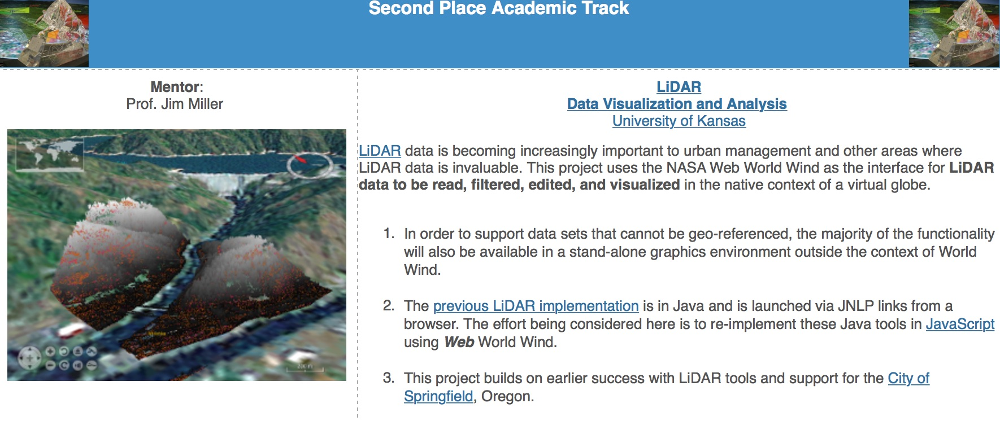 Second Place Academic Track
Mentor:
Prof. Jim Miller
LiDAR
Data Visualization and Analysis
University of Kansas
LiDAR data is becoming increasingly important to urban management and other areas where
LiDAR data is invaluable. This project uses the NASA Web World Wind as the interface for LiDAR
data to be read, filtered, edited, and visualized in the native context of a virtual globe.
1. In order to support data sets that cannot be geo-referenced, the majority of the functionality
will also be available in a stand-alone graphics environment outside the context of World
Wind.
2. The previous LiDAR implementation is in Java and is launched via JNLP links from a
browser. The effort being considered here is to re-implement these Java tools in JavaScript
using Web World Wind.
3. This project builds on earlier success with LiDAR tools and support for the City of
Springfield, Oregon.